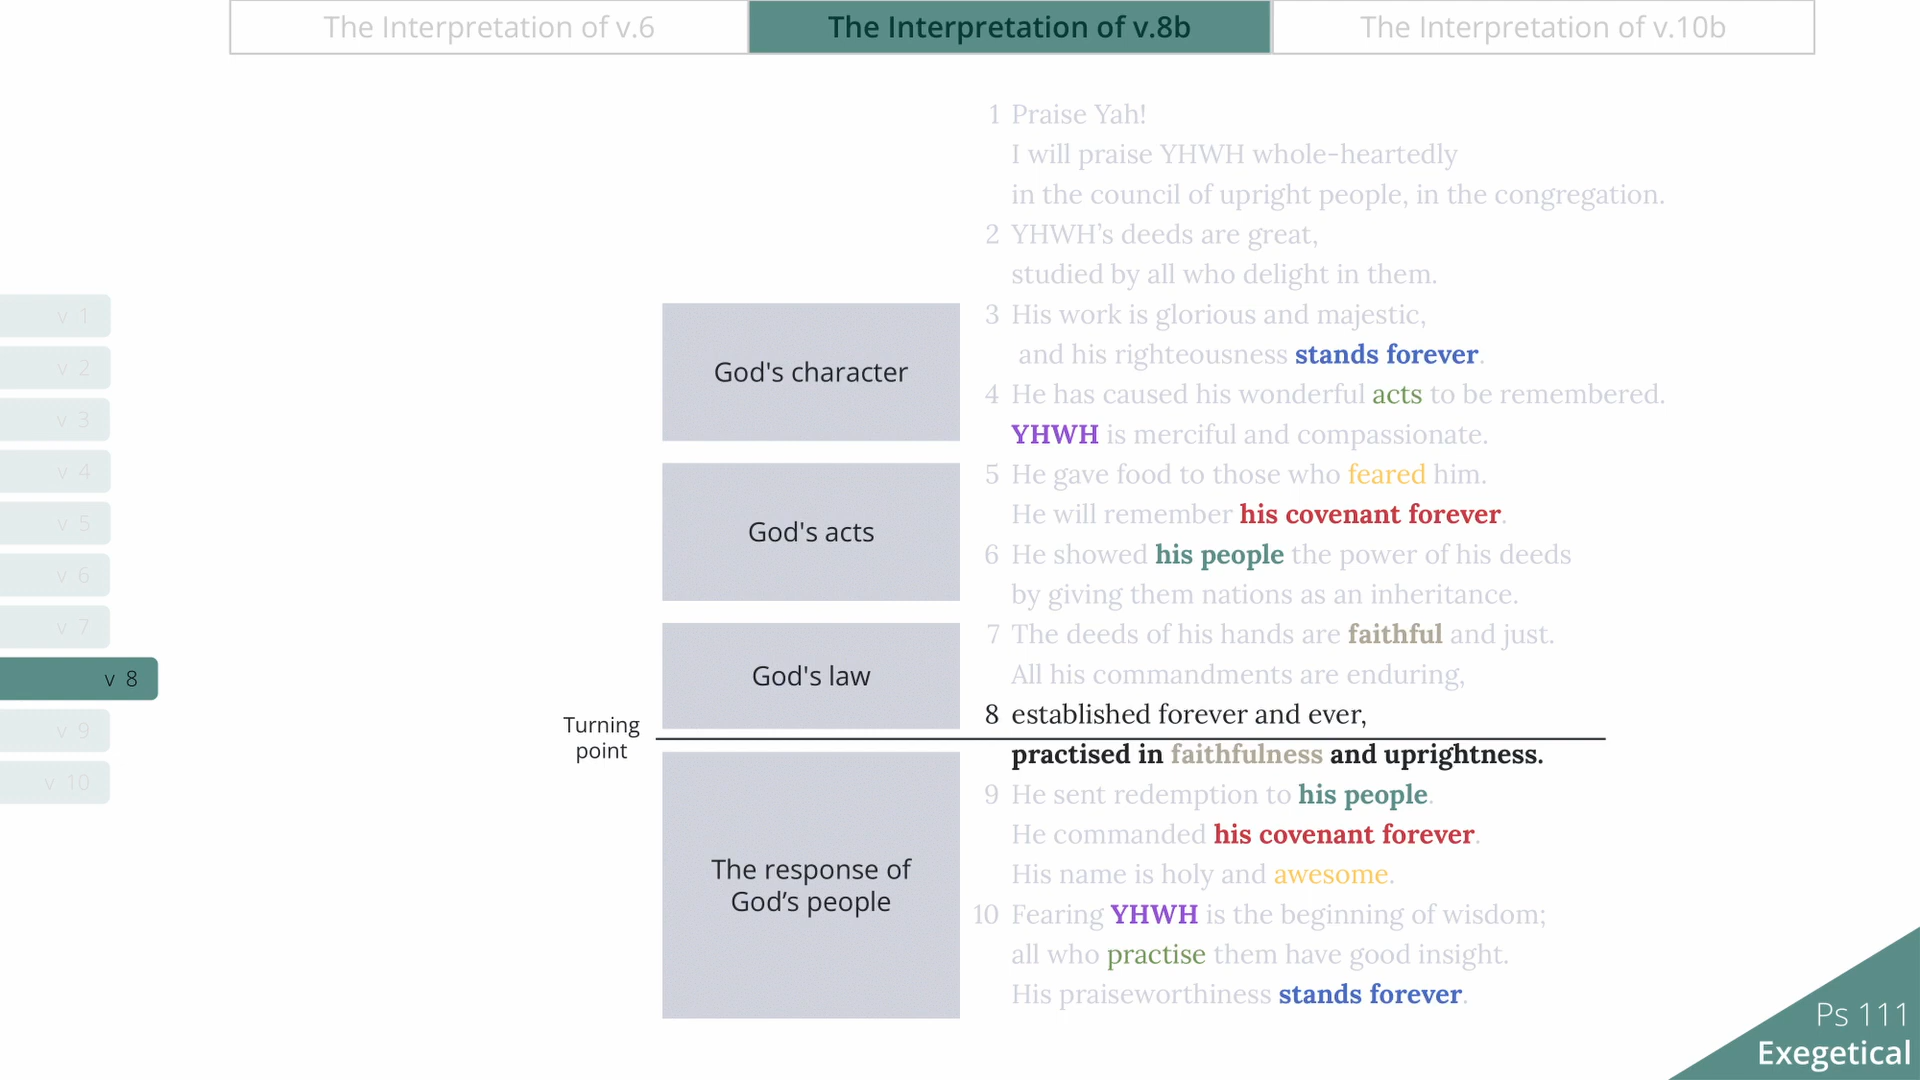 The Interpretation of v.6
The Interpretation of v.8b
The Interpretation of v.10b
v 1
v 2
v 3
v 4
v 5
v 6
v 7
v 8
v 9
v 10
God's character
God's acts
God's law
Turning
point
The response of
God’s people
1 Praise Yah!
I will praise YHWH whole-heartedly
in the council of upright people, in the congregation.
2 YHWH’s deeds are great,
studied by all who delight in them.
3 His work is glorious and majestic,
and his righteousness stands forever.
4 He has caused his wonderful acts to be remembered.
YHWH is merciful and compassionate.
5 He gave food to those who feared him.
He will remember his covenant forever.
6 He showed his people the power of his deeds
by giving them nations as an inheritance.
7 The deeds of his hands are faithful and just.
All his commandments are enduring,
8 established forever and ever,
practised in faithfulness and uprightness.
9 He sent redemption to his people.
He commanded his covenant forever.
His name is holy and awesome.
10 Fearing YHWH is the beginning of wisdom;
all who practise them have good insight.
His praiseworthiness stands forever.
Ps 111
Exegetical